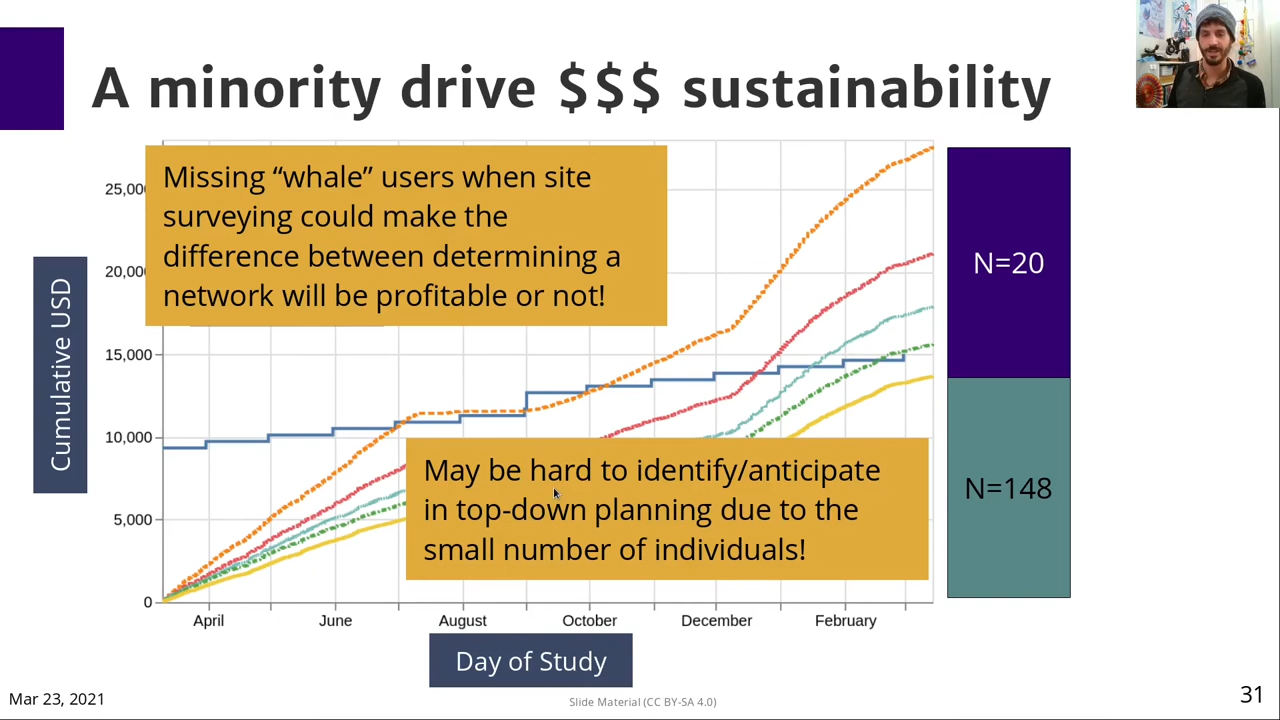 A minority drive $$$ sustainability
Missing “whale” users when site
surveying could make the
difference between determining a
network will be profitable or not!
May be hard to identify/anticipate
in top-down planning due to the
small number of individuals!
Cumulative USD
25,00
20,00
15,000
10,000
5,000
0
April
June
August
October
December
February
Day of Study
N=20
N=148
Mar 23, 2021
Slide Material (CC BY-SA 4.0)
31